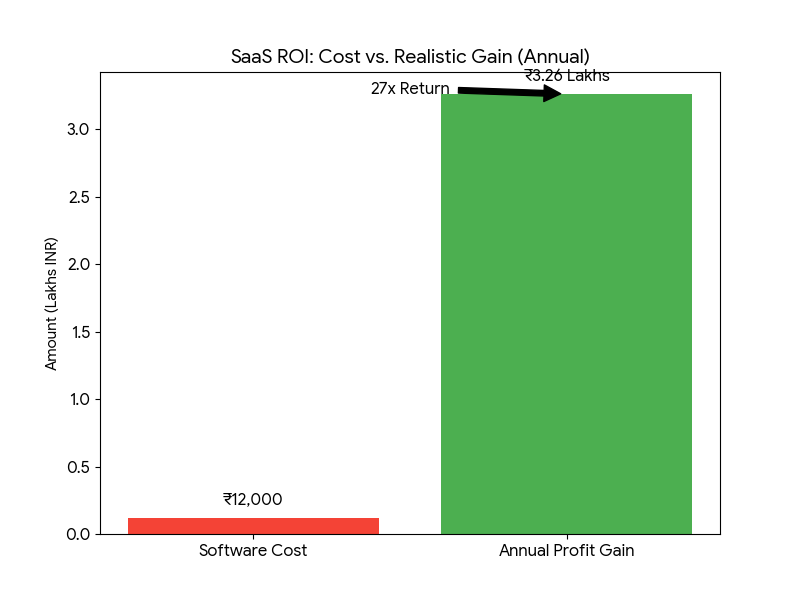 SaaS ROI: Cost vs. Realistic Gain (Annual)
₹3.26 Lakhs
27x Return
3.0
2.5
2.0
1.5
1.0
0.5
0.0
Amount (Lakhs INR)
₹12,000
Software Cost
Annual Profit Gain